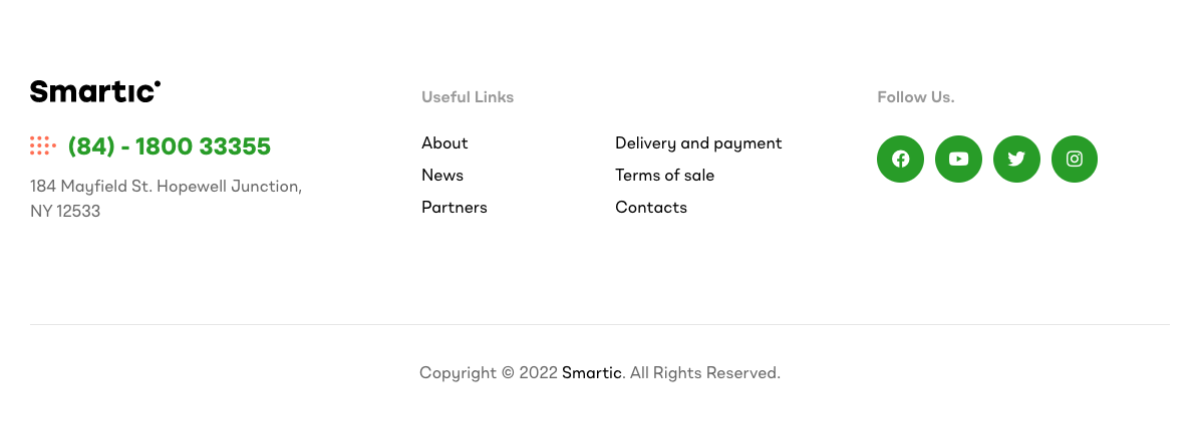 Smartic
(84) - 1800 33355
184 Mayfield St. Hopewell Junction,
NY 12533
Useful Links
About
News
Partners
Delivery and payment
Terms of sale
Contacts
Follow Us.
Copyright © 2022 Smartic. All Rights Reserved.